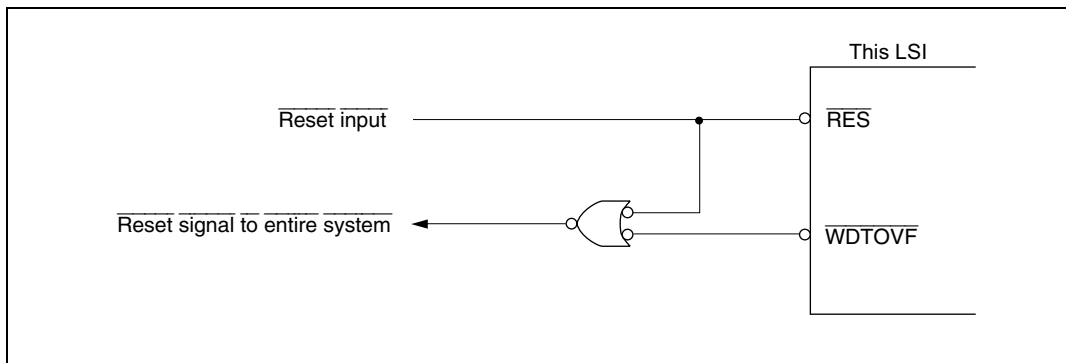 This LSI
Reset input
RES
Reset signal to entire system
WDTOVF